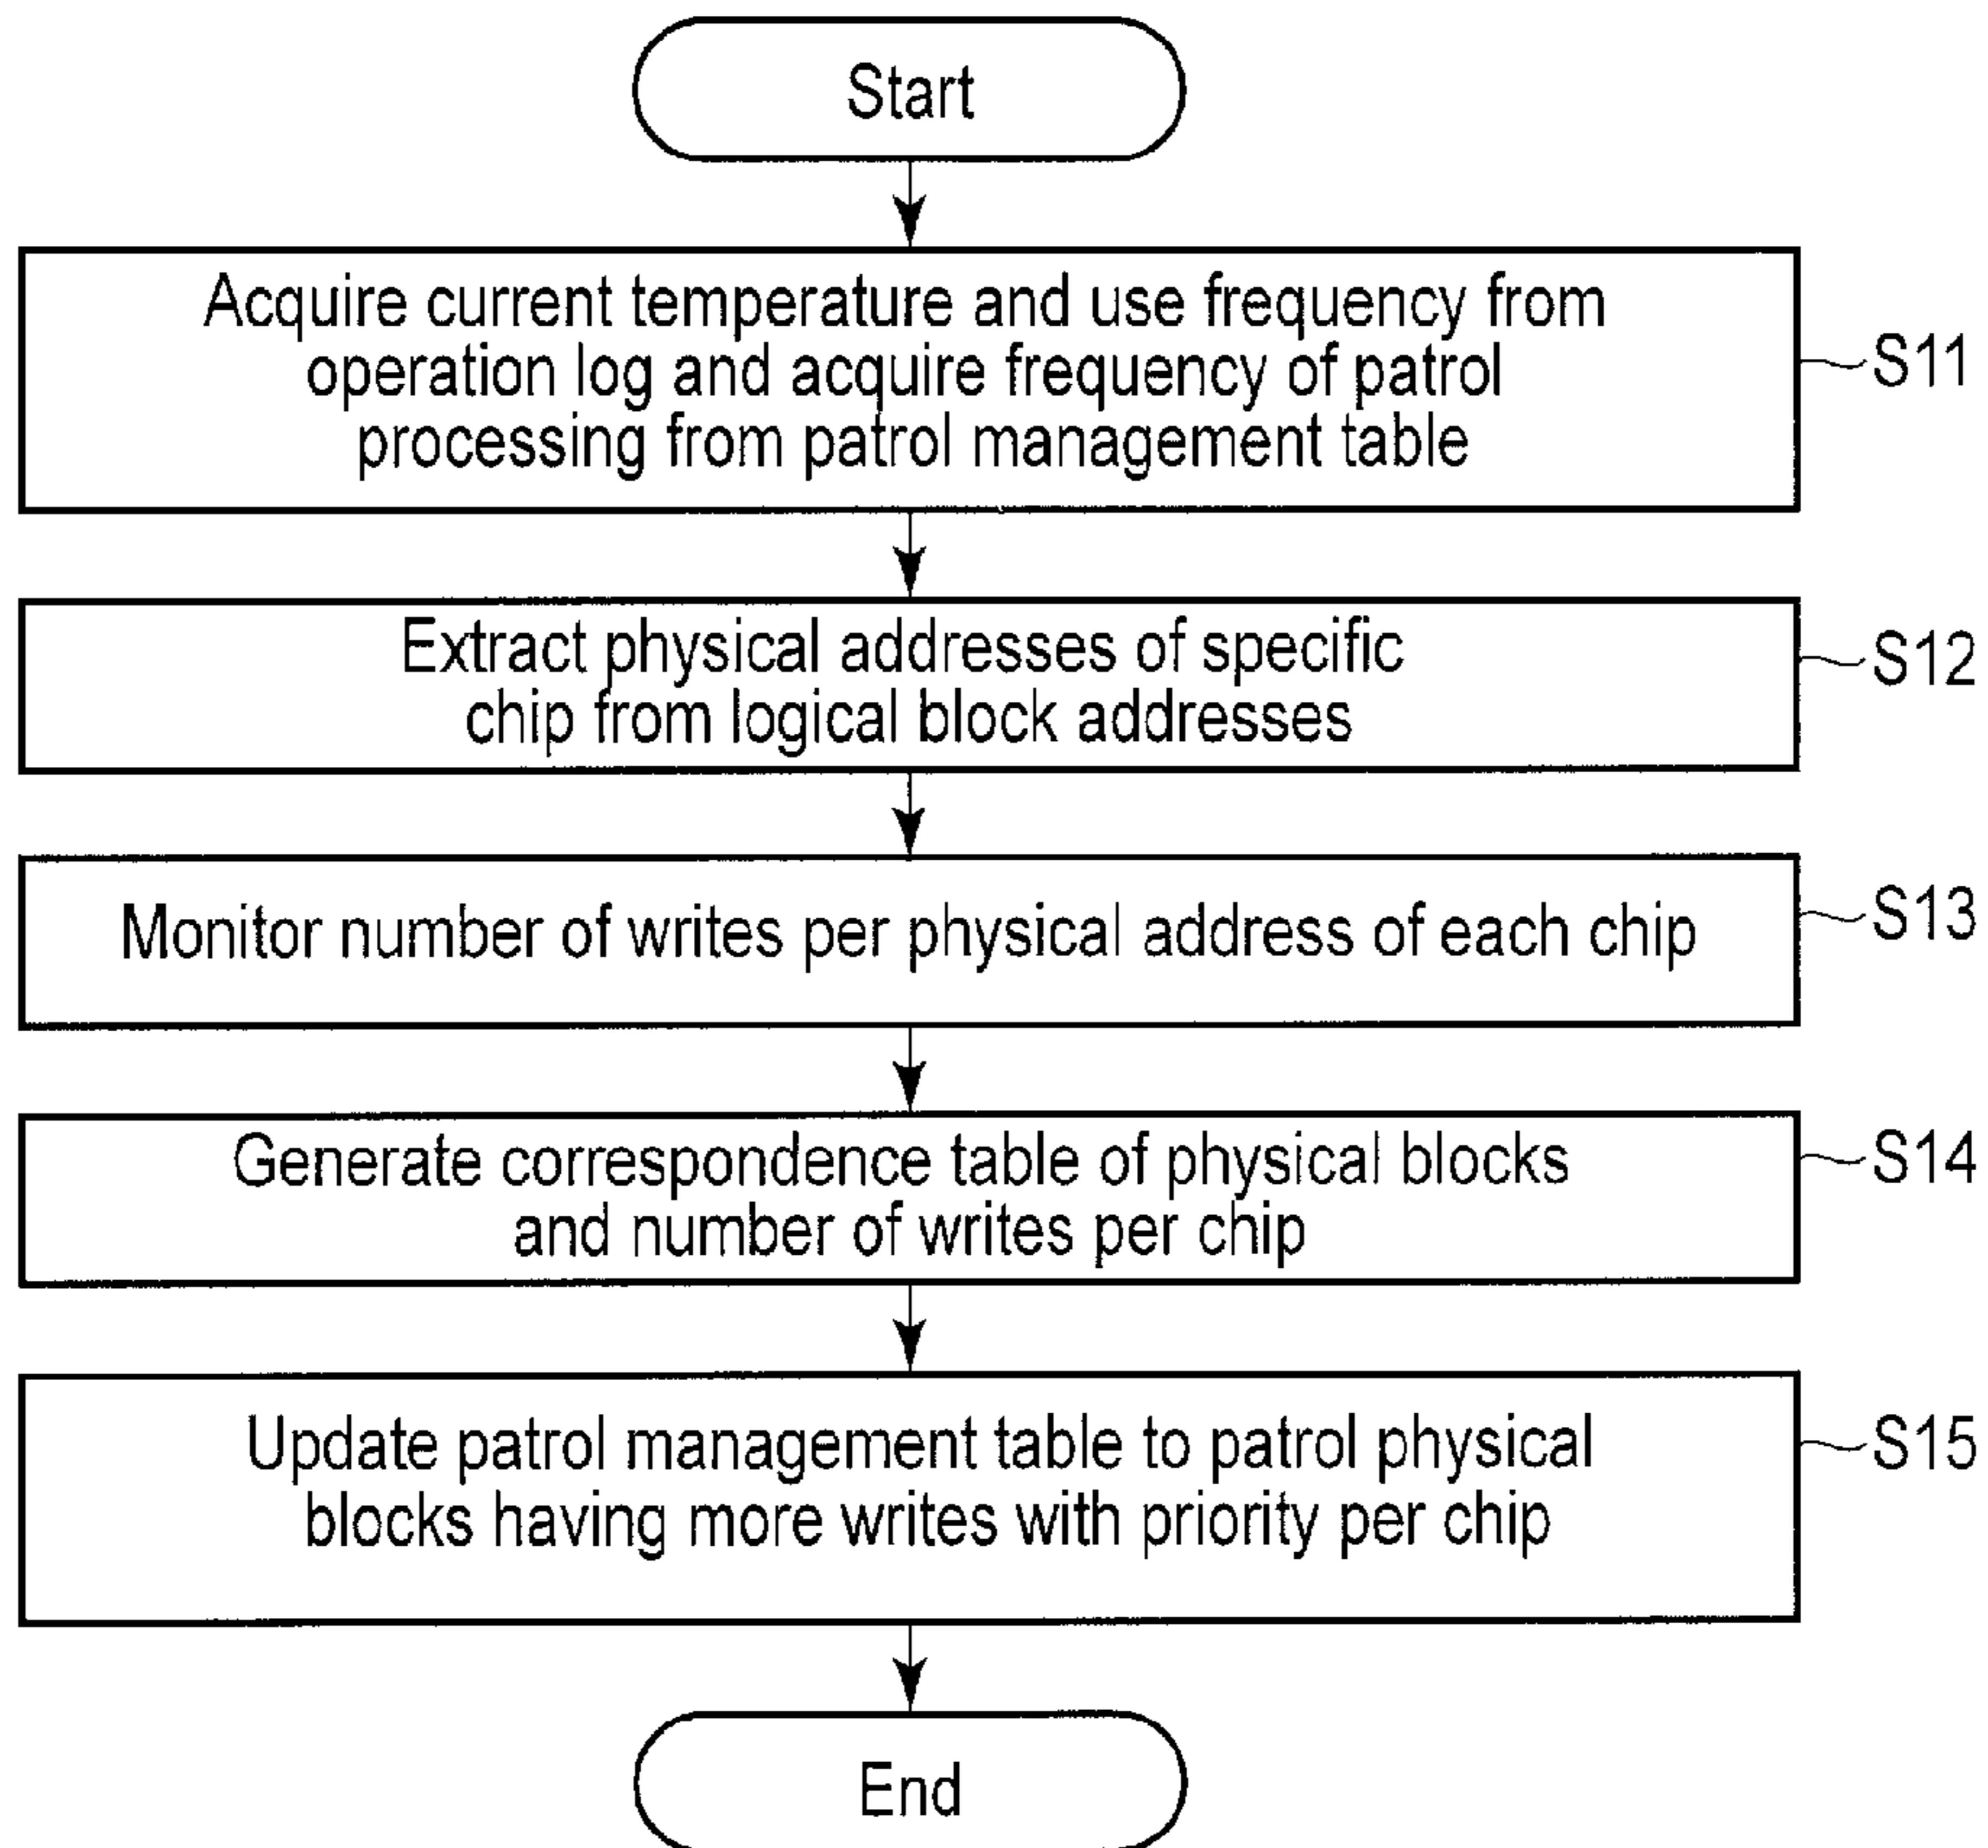 Start
Acquire current temperature and use frequency from
operation log and acquire frequency of patrol
processing from patrol management table
S11
Extract physical addresses of specific
chip from logical block addresses
S12
Monitor number of writes per physical address of each chip
S13
Generate correspondence table of physical blocks
and number of writes per chip
S14
Update patrol management table to patrol physical
blocks having more writes with priority per chip
S15
End